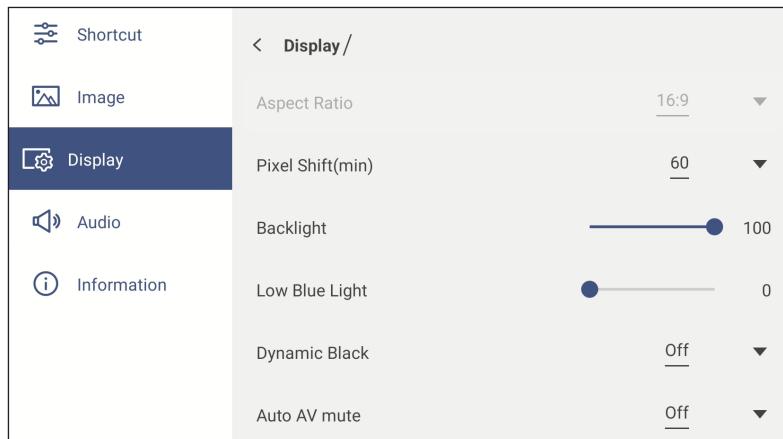 Shortcut
Image
Display
Audio
Information
< Display /
Aspect Ratio 16:9
Pixel Shift(min) 60
Backlight 100
Low Blue Light 0
Dynamic Black Off
Auto AV mute Off